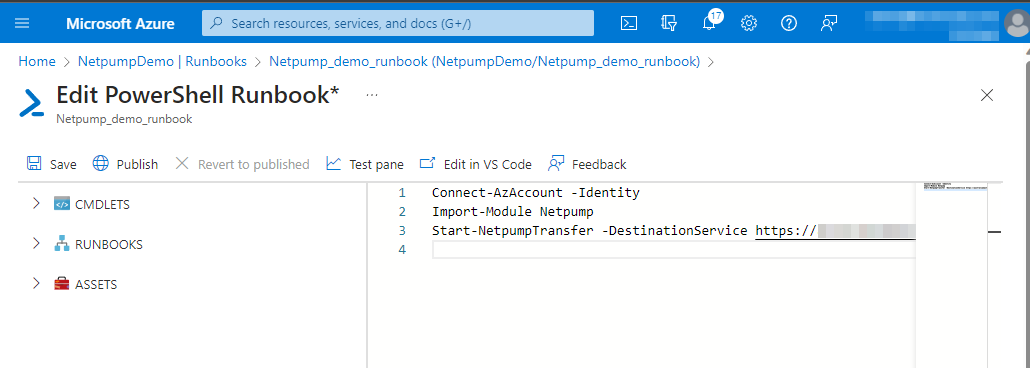 Microsoft Azure
Search resources, services, and docs (G+/)
17
Home > NetpumpDemo | Runbooks > Netpump_demo_runbook (NetpumpDemo/Netpump_demo_runbook) >
Edit PowerShell Runbook* ...
Netpump_demo_runbook
Save Publish Revert to published Test pane Edit in VS Code Feedback
CMDLETS
RUNBOOKS
ASSETS
1 Connect-AzAccount -Identity
2 Import-Module Netpump
3 Start-NetpumpTransfer -DestinationService https://
4